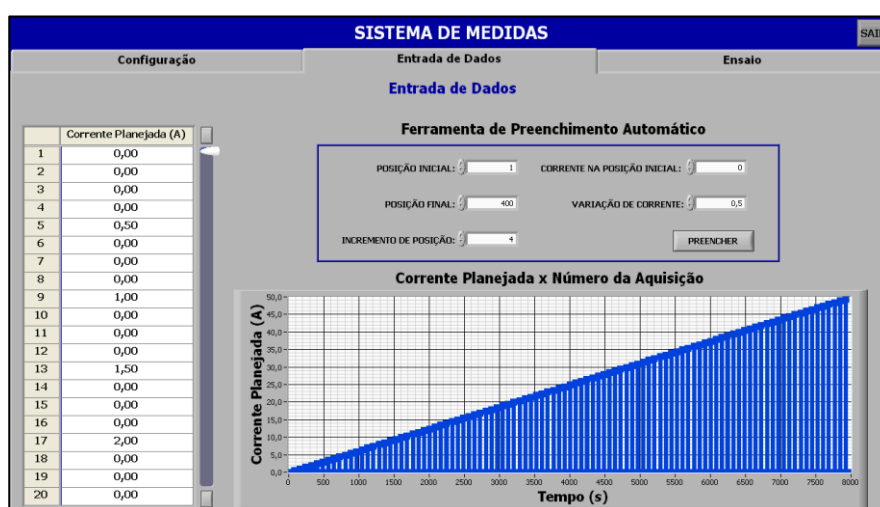 SISTEMA DE MEDIDAS
Configuração Entrada de Dados Ensaio
Entrada de Dados
Corrente Planejada (A)
1 0,00
2 0,00
3 0,00
4 0,00
5 0,50
6 0,00
7 0,00
8 0,00
9 1,00
10 0,00
11 0,00
12 0,00
13 1,50
14 0,00
15 0,00
16 0,00
17 2,00
18 0,00
19 0,00
20 0,00
Ferramenta de Preenchimento Automático
POSIÇÃO INICIAL: 1 CORRENTE NA POSIÇÃO INICIAL: 0
POSIÇÃO FINAL: 400 VARIAÇÃO DE CORRENTE: 0,5
INCREMENTO DE POSIÇÃO: 4 PREENCHER
Corrente Planejada x Número da Aquisição
Corrente Planejada (A)
50,0
45,0
40,0
35,0
30,0
25,0
20,0
15,0
10,0
5,0
0,0
0 500 1000 1500 2000 2500 3000 3500 4000 4500 5000 5500 6000 6500 7000 7500 8000
Tempo (s)